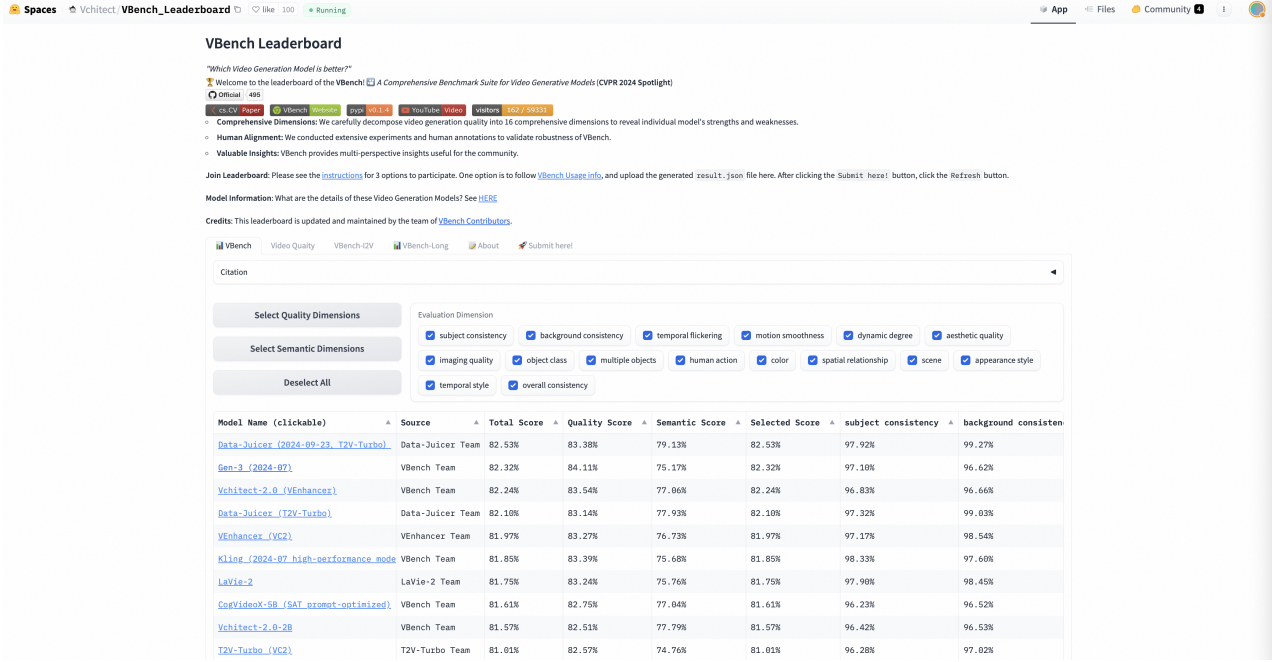 Spaces Vchitect/VBench_Leaderboard like 100 Running App Files Community 4
VBench Leaderboard
"Which Video Generation Model is better?"
🏆Welcome to the leaderboard of the VBench! A Comprehensive Benchmark Suite for Video Generative Models (CVPR 2024 Spotlight)
Official 495
cs.CV Paper VBench Website pypi v0.1.4 YouTube Video visitors 162 / 59331
Comprehensive Dimensions: We carefully decompose video generation quality into 16 comprehensive dimensions to reveal individual model's strengths and weaknesses.
Human Alignment: We conducted extensive experiments and human annotations to validate robustness of VBench.
Valuable Insights: VBench provides multi-perspective insights useful for the community.
Join Leaderboard: Please see the instructions for 3 options to participate. One option is to follow VBench Usage info, and upload the generated result.json file here. After clicking the Submit here! button, click the Refresh button.
Model Information: What are the details of these Video Generation Models? See HERE
Credits: This leaderboard is updated and maintained by the team of VBench Contributors.
📊 VBench Video Quaity VBench-I2V 📊 VBench-Long 📝 About 🚀 Submit here!
Citation
Select Quality Dimensions
Select Semantic Dimensions
Deselect All
Evaluation Dimension
subject consistency background consistency temporal flickering motion smoothness dynamic degree aesthetic quality
imaging quality object class multiple objects human action color spatial relationship scene appearance style
temporal style overall consistency
Model Name (clickable) Source Total Score Quality Score Semantic Score Selected Score subject consistency background consisten
Data-Juicer (2024-09-23, T2V-Turbo) Data-Juicer Team 82.53% 83.38% 79.13% 82.53% 97.92% 99.27%
Gen-3 (2024-07) VBench Team 82.32% 84.11% 75.17% 82.32% 97.10% 96.62%
Vchitect-2.0 (VEnhancer) VBench Team 82.24% 83.54% 77.06% 82.24% 96.83% 96.66%
Data-Juicer (T2V-Turbo) Data-Juicer Team 82.10% 83.14% 77.93% 82.10% 97.32% 99.03%
VEnhancer (VC2) VEnhancer Team 81.97% 83.27% 76.73% 81.97% 97.17% 98.54%
Kling (2024-07 high-performance mode VBench Team 81.85% 83.39% 75.68% 81.85% 98.33% 97.60%
LaVie-2 LaVie-2 Team 81.75% 83.24% 75.76% 81.75% 97.90% 98.45%
CogVideoX-5B (SAT prompt-optimized) VBench Team 81.61% 82.75% 77.04% 81.61% 96.23% 96.52%
Vchitect-2.0-2B VBench Team 81.57% 82.51% 77.79% 81.57% 96.42% 96.53%
T2V-Turbo (VC2) T2V-Turbo Team 81.01% 82.57% 74.76% 81.01% 96.28% 97.02%